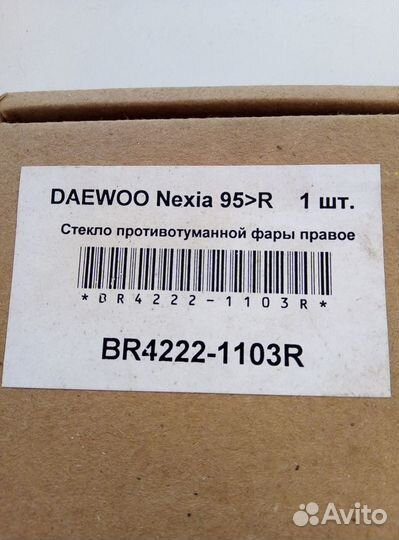 DAEWOO Nexia 95>R 1 шт.
Стекло противотуманной фары правое
*BR4222-1103R*
BR4222-1103R
Avito